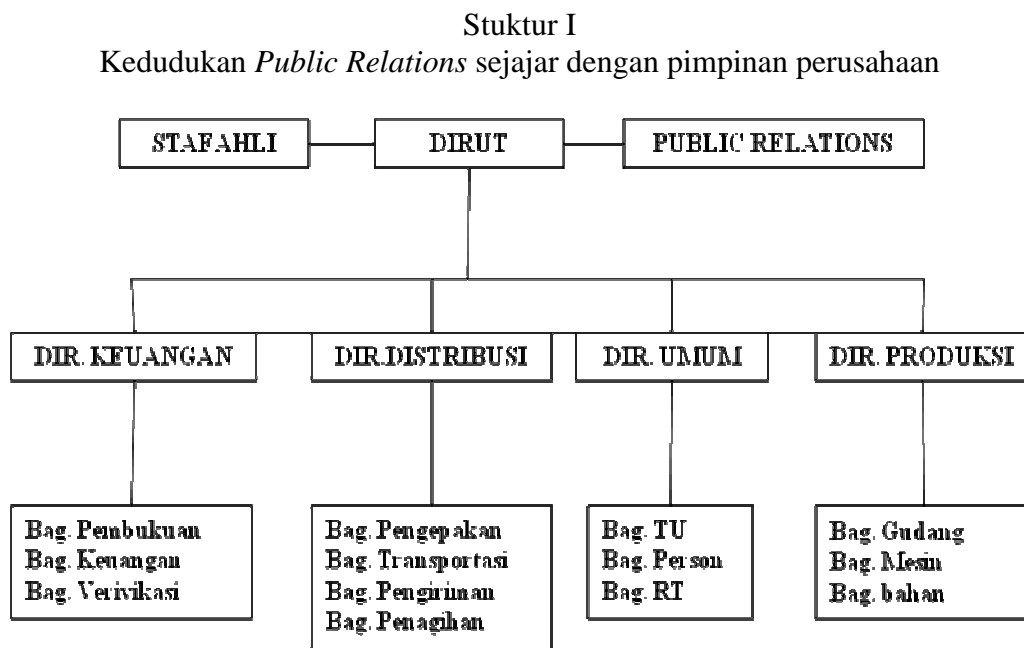 Stuktur I
Kedudukan Public Relations sejajar dengan pimpinan perusahaan
STAFAHLI
DIRUT
PUBLIC RELATIONS
DIR. KEUANGAN
DIR.DISTRIBUSI
DIR. UMUM
DIR. PRODUKSI
Bag. Pembukuan
Bag. Keuangan
Bag. Verivikasi
Bag. Pengepakan
Bag. Transportasi
Bag. Pengiriman
Bag. Penagihan
Bag. TU
Bag. Person
Bag. RT
Bag. Gudang
Bag. Mesin
Bag. bahan